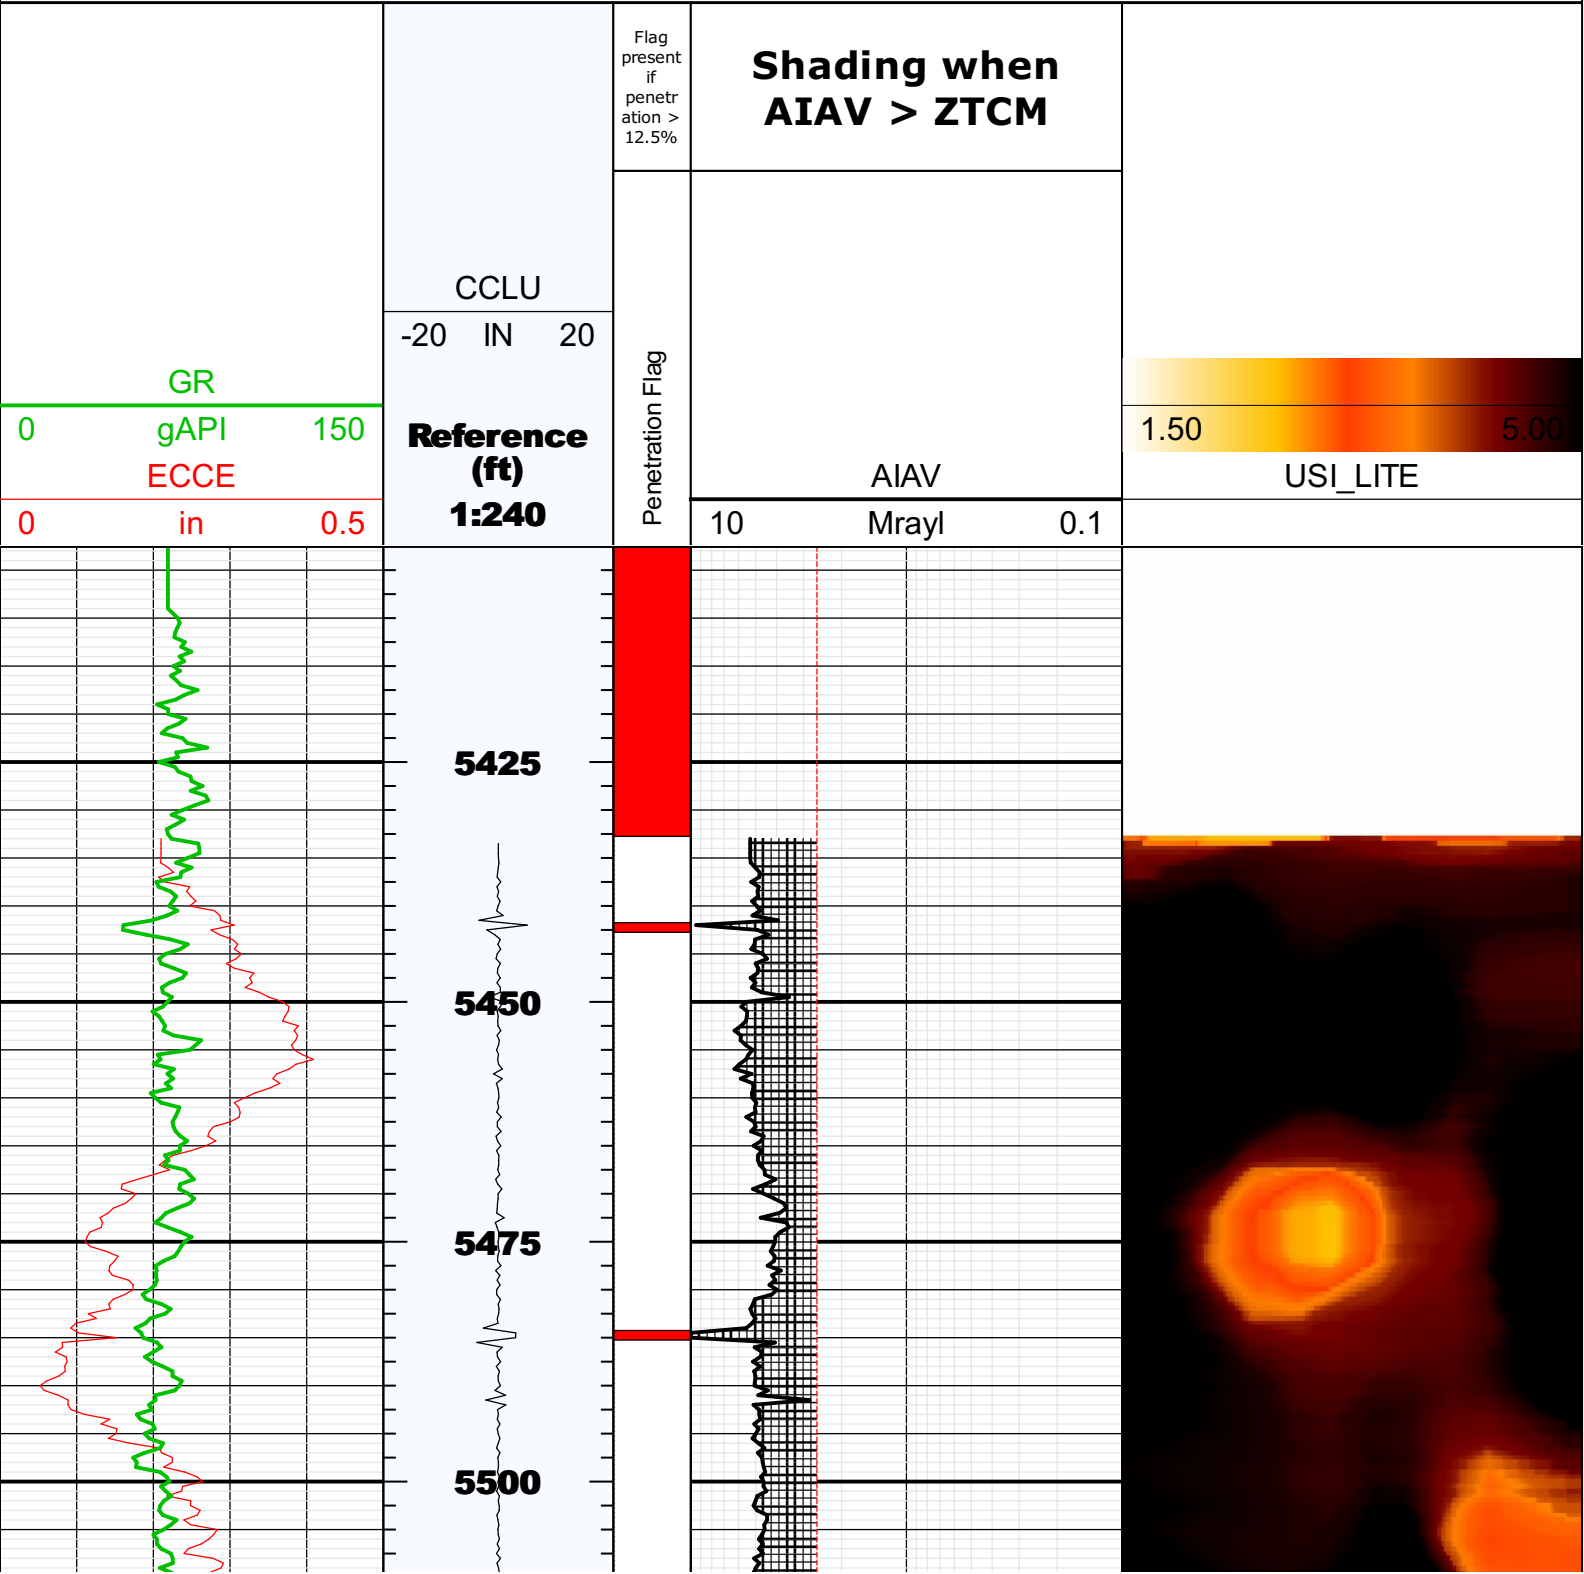 Flag
present
if
penetr
ation >
12.5%
Shading when
AIAV > ZTCM
CCLU
-20 IN 20
GR
0 gAPI 150
ECCE
0 in 0.5
Reference
(ft)
1:240
Penetration Flag
AIAV
10 Mrayl 0.1
1.50 5.00
USI_LITE
5425
5450
5475
5500